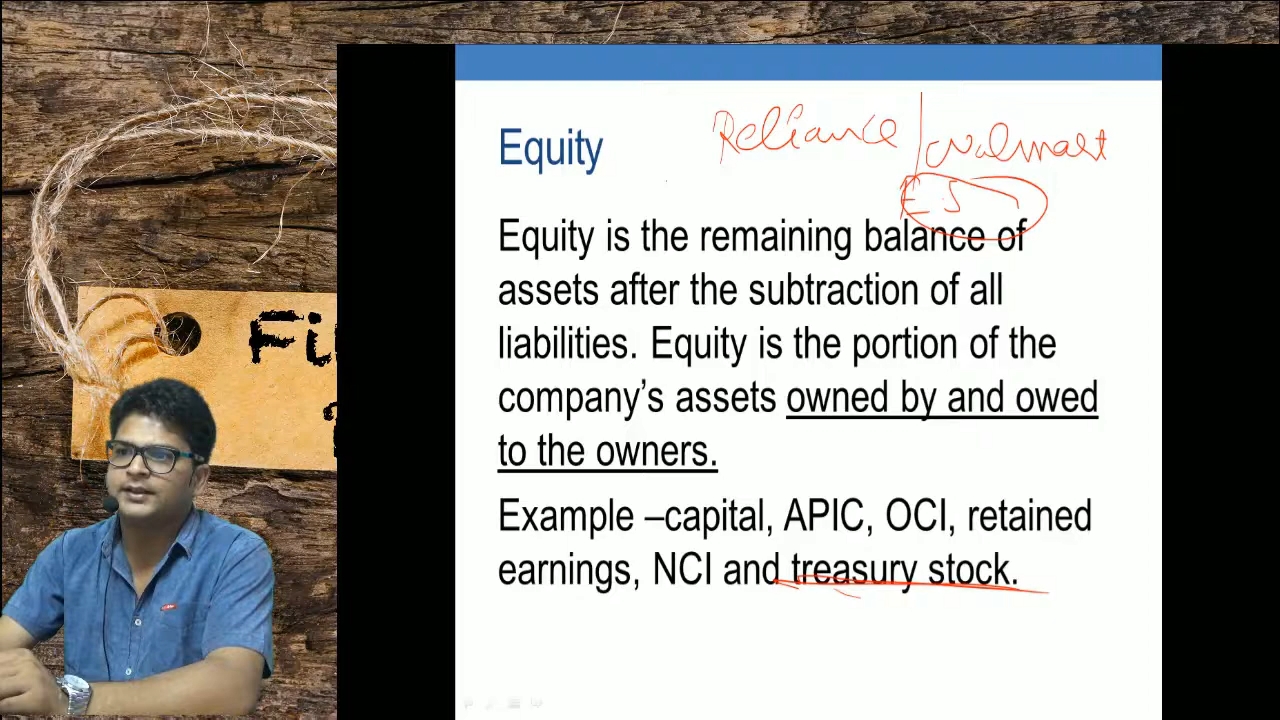 Equity
Reliance / walmart
Equity is the remaining balance of
assets after the subtraction of all
liabilities. Equity is the portion of the
company’s assets owned by and owed
to the owners.
Example –capital, APIC, OCI, retained
earnings, NCI and treasury stock.
Fi